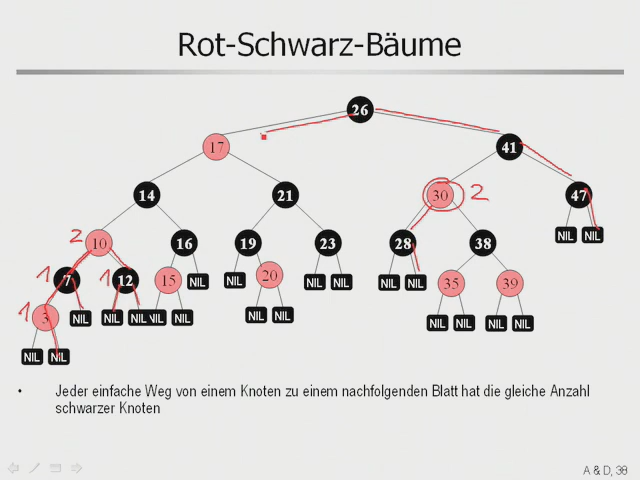 Rot-Schwarz-Bäume
26
17
41
14
21
30
2
47
2
10
16
19
23
28
38
NIL
NIL
1
7
1
12
15
NIL
NIL
20
NIL
NIL
NIL
NIL
35
39
1
3
NIL
NIL
NIL
NIL
NIL
NIL
NIL
NIL
NIL
NIL
NIL
NIL
NIL
• Jeder einfache Weg von einem Knoten zu einem nachfolgenden Blatt hat die gleiche Anzahl
schwarzer Knoten
A & D, 38